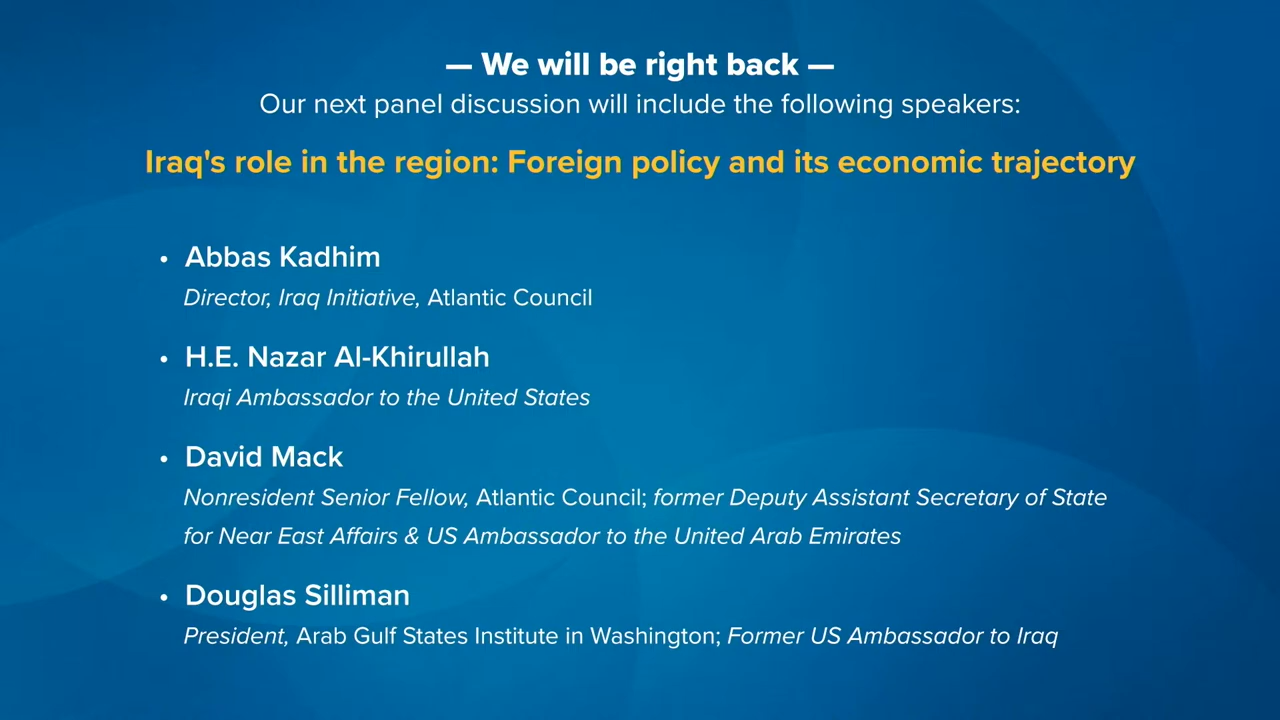 — We will be right back —
Our next panel discussion will include the following speakers:
Iraq's role in the region: Foreign policy and its economic trajectory
• Abbas Kadhim
Director, Iraq Initiative, Atlantic Council
• H.E. Nazar Al-Khirullah
Iraqi Ambassador to the United States
• David Mack
Nonresident Senior Fellow, Atlantic Council; former Deputy Assistant Secretary of State
for Near East Affairs & US Ambassador to the United Arab Emirates
• Douglas Silliman
President, Arab Gulf States Institute in Washington; Former US Ambassador to Iraq